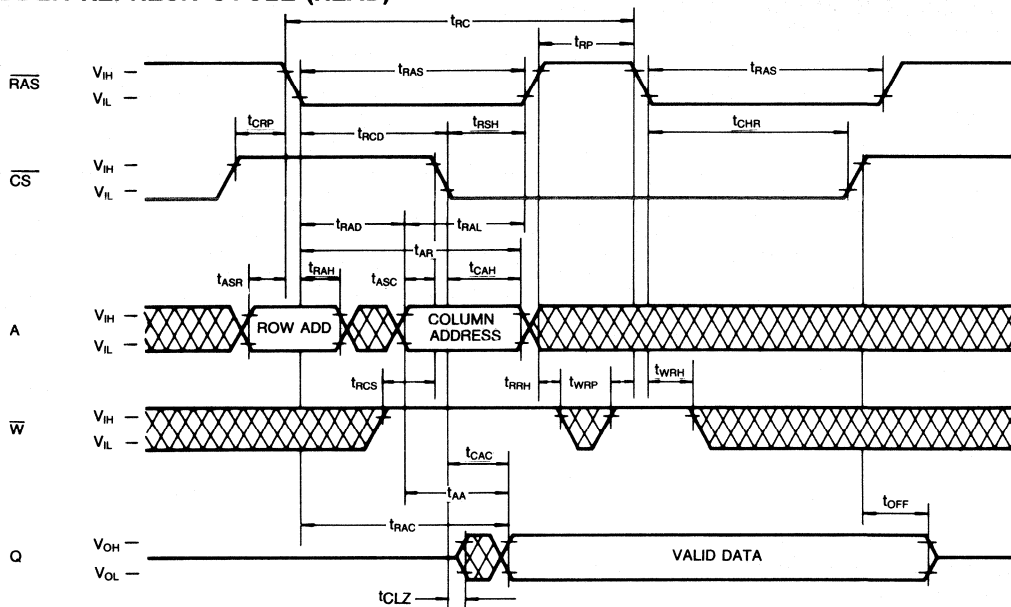 tRC
tRP
RAS
VIH
VIL
tRAS
tRAS
tCRP
tRCD
tRSH
tCHR
CS
VIH
VIL
tRAD
tRAL
tAR
tASR
tRAH
tASC
tCAH
A
VIH
VIL
ROW ADD
COLUMN
ADDRESS
tRCS
tRRH
tWRP
tWRH
W
VIH
VIL
tCAC
tAA
tRAC
tOFF
Q
VOH
VOL
VALID DATA
tCLZ